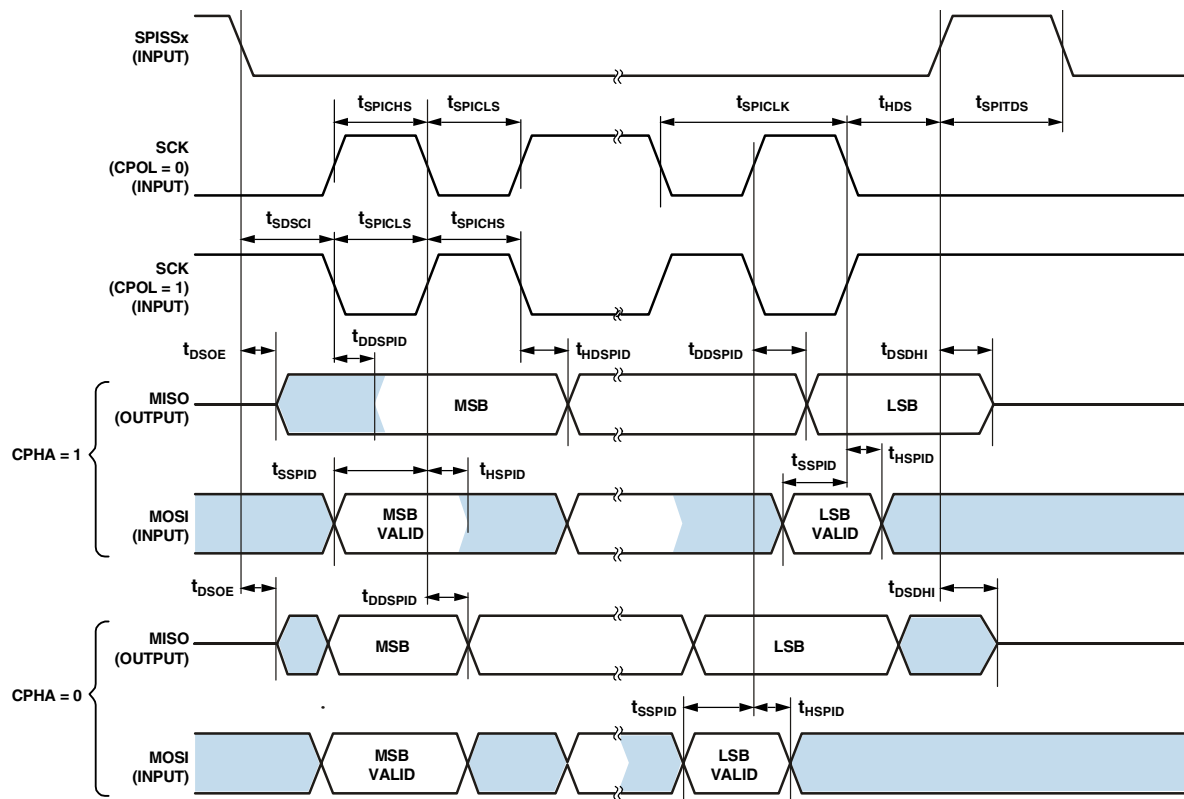 SPISSx
(INPUT)
tSPICHS tSPICLS tSPICLK tHDS tSPITDS
SCK
(CPOL = 0)
(INPUT)
tSDSCI tSPICLS tSPICHS
SCK
(CPOL = 1)
(INPUT)
tDSOE tDDSPID tHDSPID tDDSPID tDSDHI
MISO
(OUTPUT)
MSB LSB
CPHA = 1
tSSPID tHSPID tSSPID tHSPID
MOSI
(INPUT)
MSB
VALID
LSB
VALID
tDSOE tDDSPID tDSDHI
MISO
(OUTPUT)
MSB LSB
CPHA = 0
tSSPID tHSPID
MOSI
(INPUT)
MSB
VALID
LSB
VALID